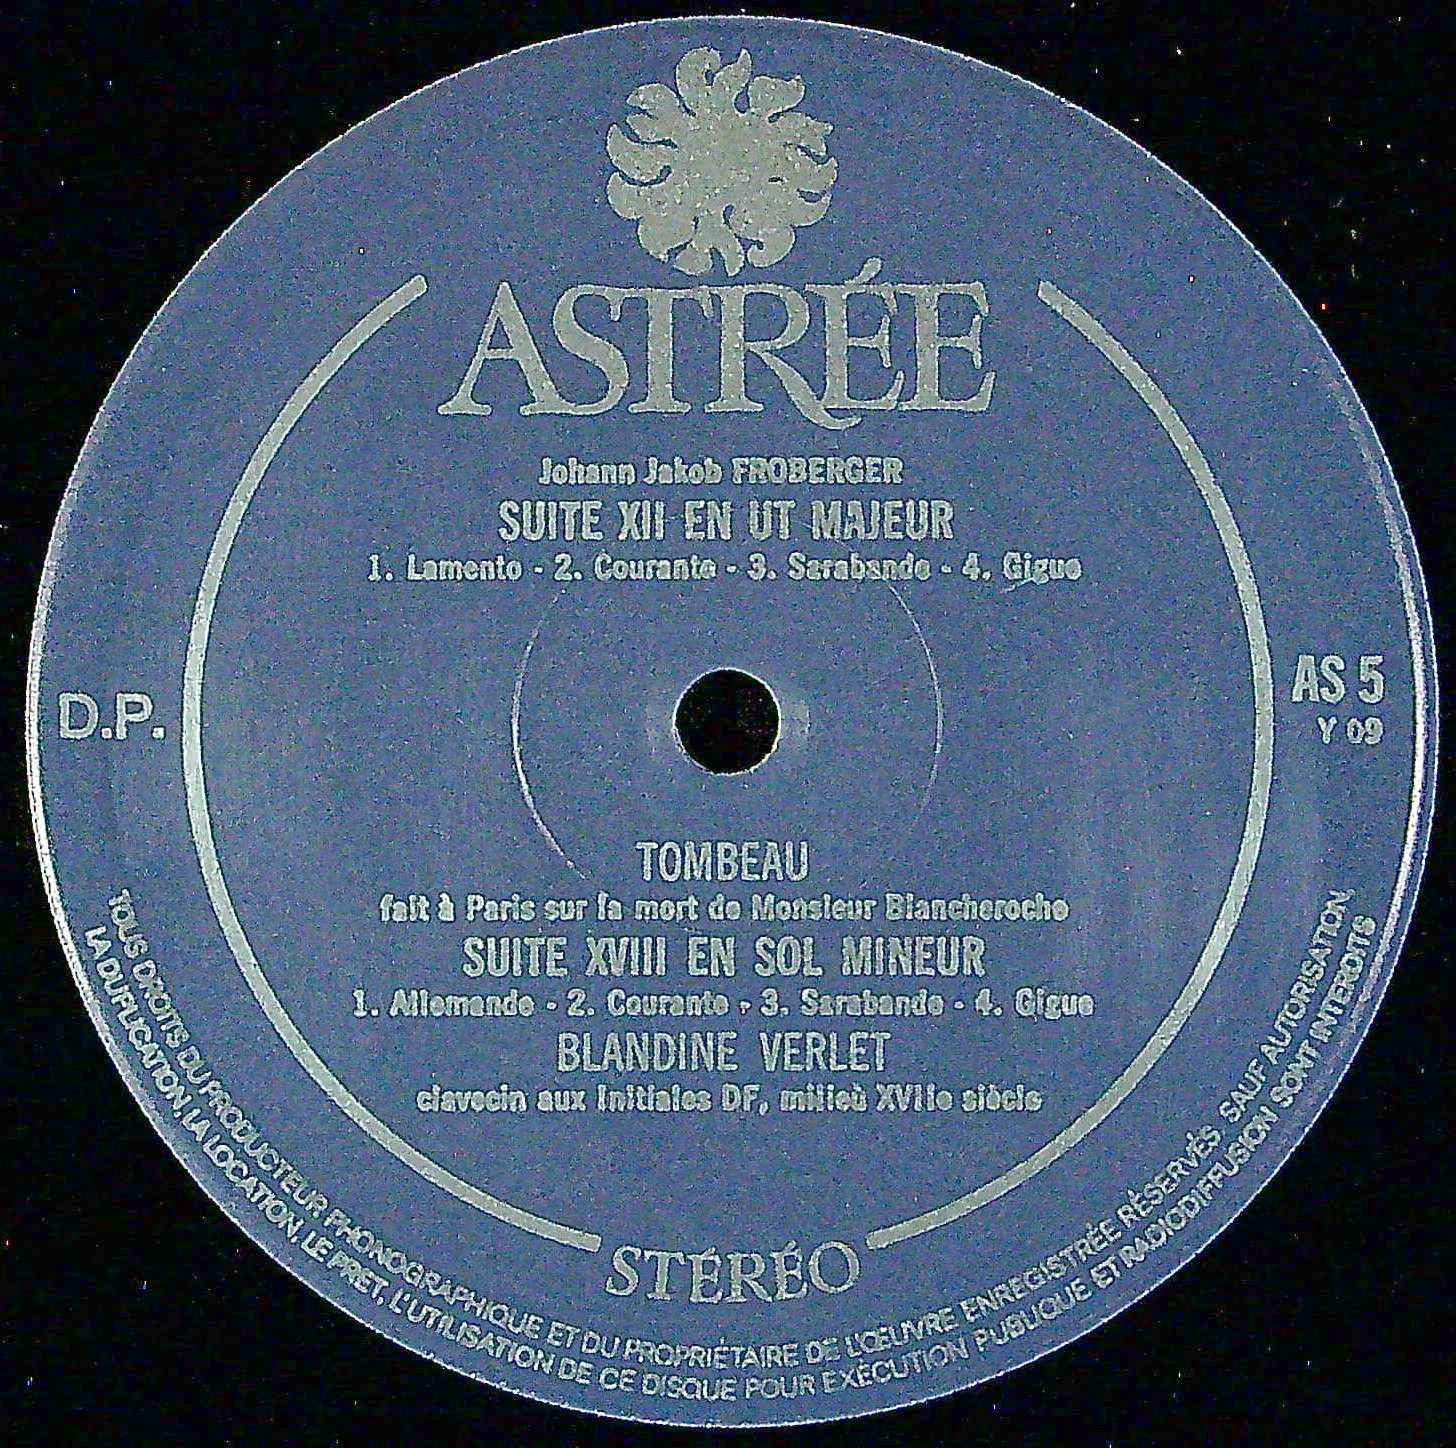 ASTRÉE
Johann Jakob FROBERGER
SUITE XII EN UT MAJEUR
1. Lamento - 2. Courante - 3. Sarabande - 4. Gigue
D.P.
AS 5
Y 09
TOMBEAU
fait à Paris sur la mort de Monsieur Blancheroche
SUITE XVIII EN SOL MINEUR
1. Allemande - 2. Courante - 3. Sarabande - 4. Gigue
BLANDINE VERLET
clavecin aux initiales DF, milieu XVIIe siècle
STÉRÉO
TOUS DROITS DU PRODUCTEUR PHONOGRAPHIQUE ET DU PROPRIÉTAIRE DE L'ŒUVRE ENREGISTRÉE RÉSERVÉS SAUF AUTORISATION,
LA DUPLICATION, LA LOCATION, LE PRET, L'UTILISATION DE CE DISQUE POUR EXÉCUTION PUBLIQUE ET RADIODIFFUSION SONT INTERDITS